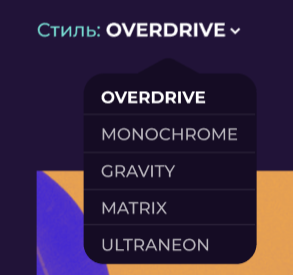 Стиль: OVERDRIVE
OVERDRIVE
MONOCHROME
GRAVITY
MATRIX
ULTRANEON